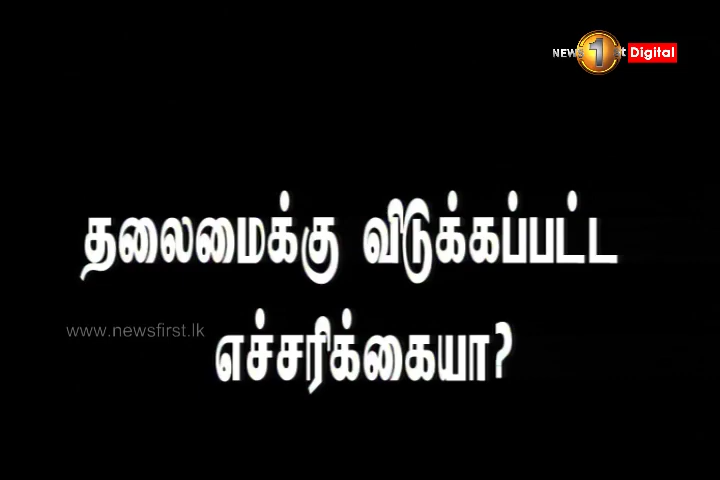 NEWS 1st Digital
தலைமைக்கு விடுக்கப்பட்ட
www.newsfirst.lk
எச்சரிக்கையா?